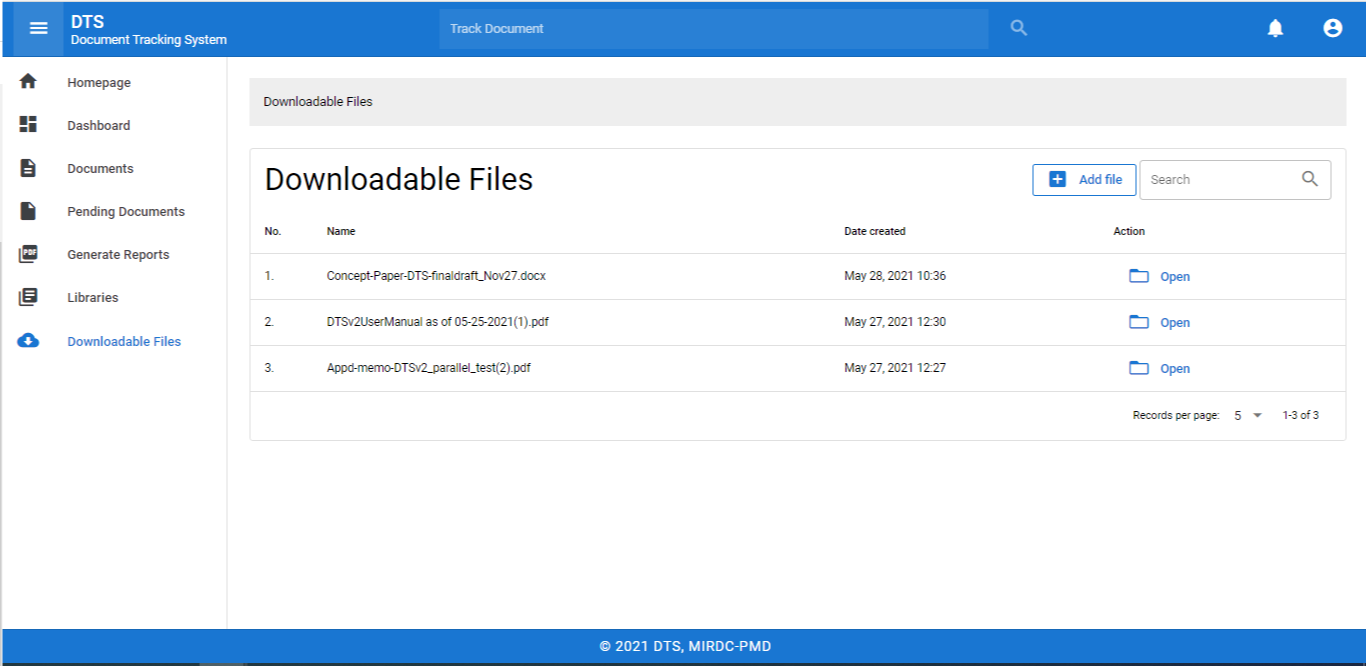 DTS
Document Tracking System
Track Document
Homepage
Dashboard
Documents
Pending Documents
PDF
Generate Reports
Libraries
Downloadable Files
Downloadable Files
Downloadable Files
Add file
Search
No. Name Date created Action
1. Concept-Paper-DTS-finaldraft_Nov27.docx May 28, 2021 10:36 Open
2. DTSv2UserManual as of 05-25-2021(1).pdf May 27, 2021 12:30 Open
3. Appd-memo-DTSv2_parallel_test(2).pdf May 27, 2021 12:27 Open
Records per page: 5 1-3 of 3
© 2021 DTS, MIRDC-PMD